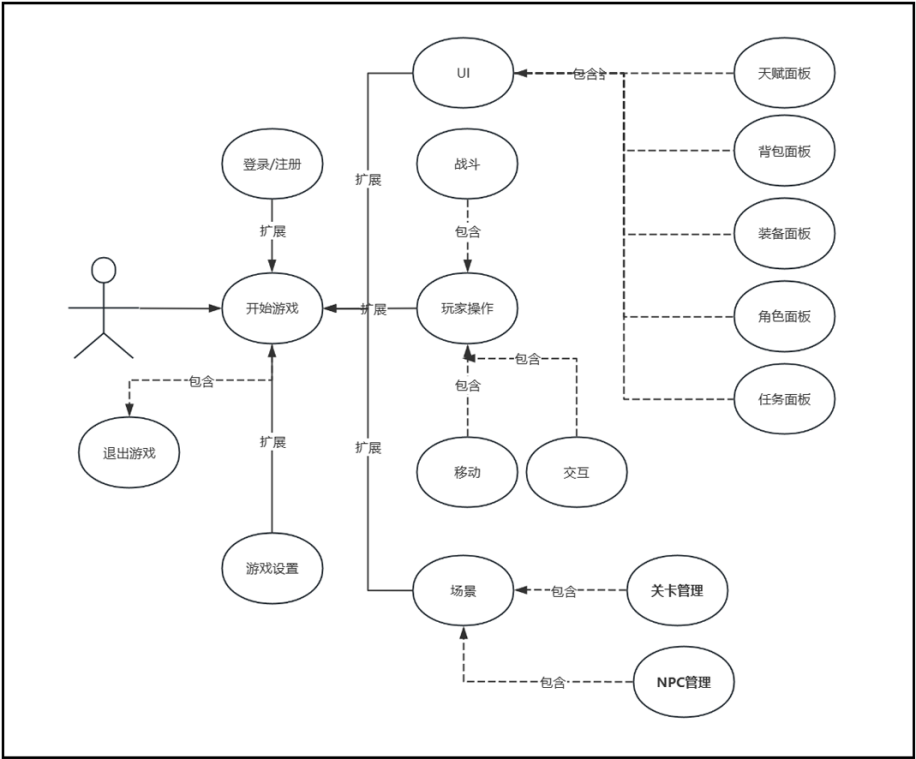 UI
包含
天赋面板
登录/注册
战斗
背包面板
扩展
扩展
包含
装备面板
开始游戏
扩展
玩家操作
角色面板
包含
包含
包含
任务面板
退出游戏
扩展
扩展
移动
交互
游戏设置
场景
包含
关卡管理
包含
NPC管理